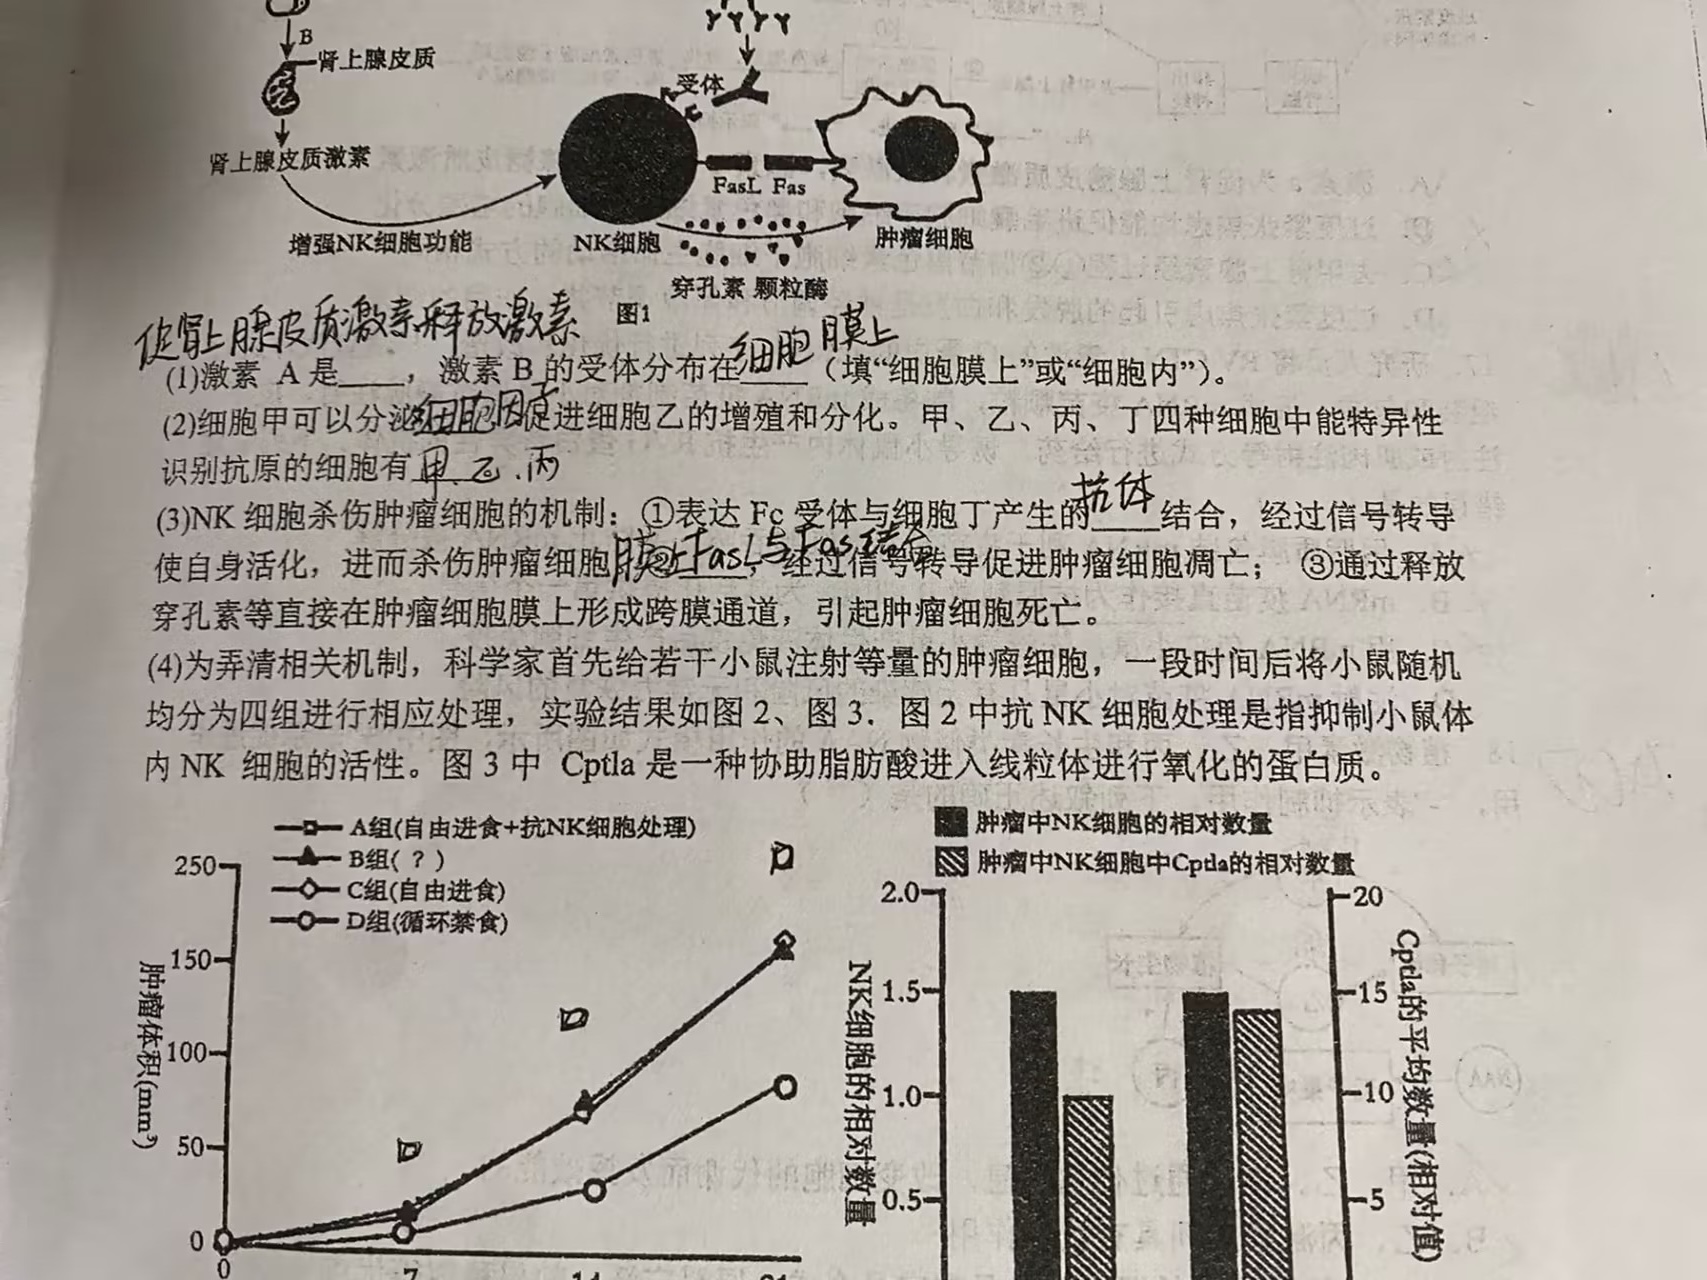 B
肾上腺皮质
受体
肾上腺皮质激素
FasL Fas
增强NK细胞功能
NK细胞
肿瘤细胞
穿孔素 颗粒酶
图1
促肾上腺皮质激素释放激素
细胞膜上
(1)激素 A 是____，激素 B 的受体分布在____（填“细胞膜上”或“细胞内”）。
细胞因子
(2)细胞甲可以分泌 促进细胞乙的增殖和分化。甲、乙、丙、丁四种细胞中能特异性
识别抗原的细胞有 甲、乙、丙
抗体
(3)NK 细胞杀伤肿瘤细胞的机制：①表达 Fc 受体与细胞丁产生的____结合，经过信号转导
膜上FasL与Fas结合
使自身活化，进而杀伤肿瘤细胞 ____，经过信号转导促进肿瘤细胞凋亡； ③通过释放
穿孔素等直接在肿瘤细胞膜上形成跨膜通道，引起肿瘤细胞死亡。
(4)为弄清相关机制，科学家首先给若干小鼠注射等量的肿瘤细胞，一段时间后将小鼠随机
均分为四组进行相应处理，实验结果如图 2、图 3．图 2 中抗 NK 细胞处理是指抑制小鼠体
内 NK 细胞的活性。图 3 中 Cptla 是一种协助脂肪酸进入线粒体进行氧化的蛋白质。
A组(自由进食+抗NK细胞处理)
B组(？)
C组(自由进食)
D组(循环禁食)
250
150
100
50
0
肿瘤体积(mm³)
0 7 14 21
肿瘤中NK细胞的相对数量
肿瘤中NK细胞中Cptla的相对数量
2.0
1.5
1.0
0.5
NK细胞的相对数量
20
15
10
5
Cptla的平均数量(相对值)